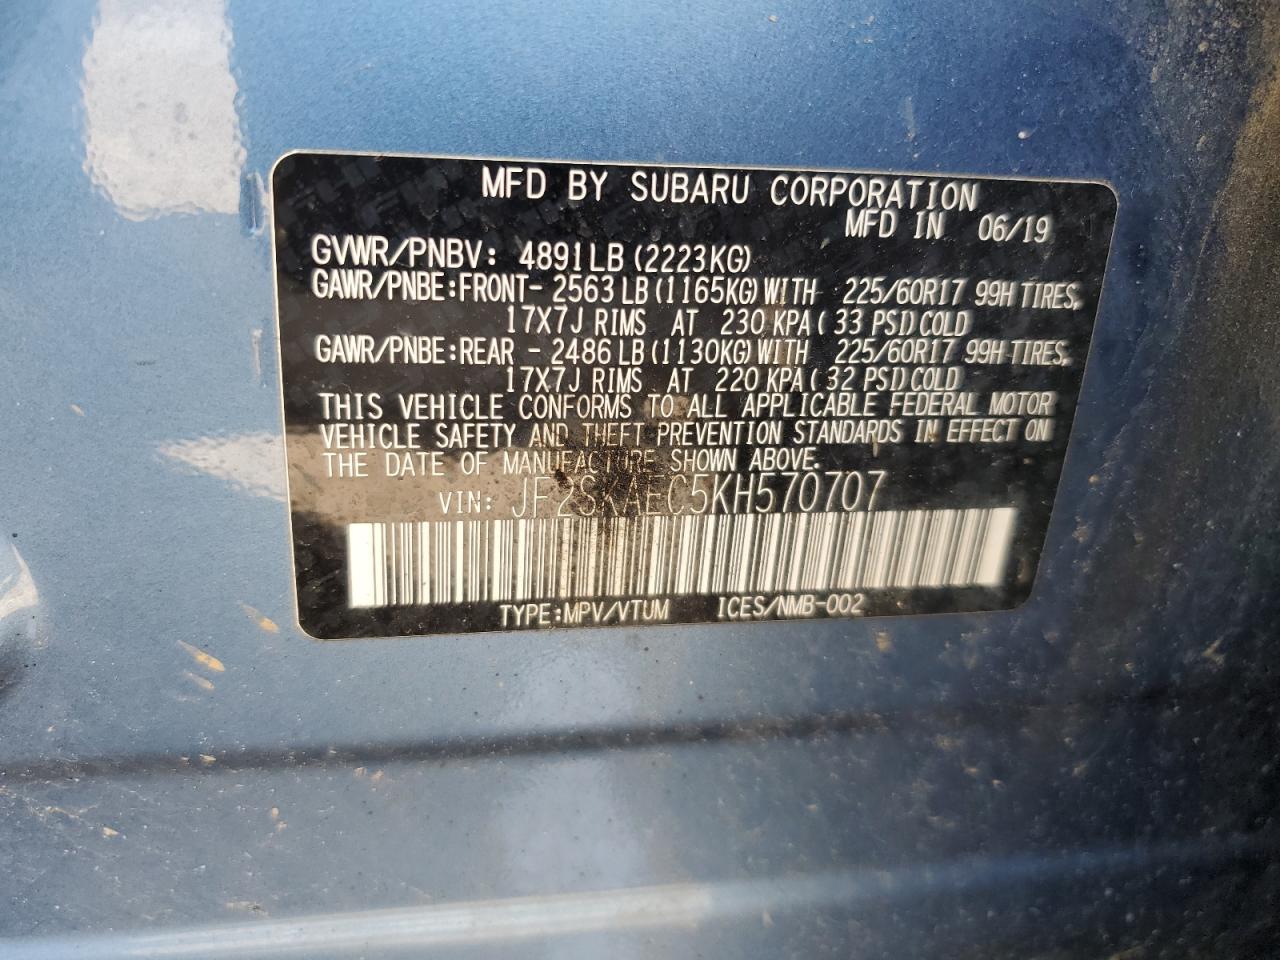 MFD BY SUBARU CORPORATION
MFD IN 06/19
GVWR/PNBV: 4891LB (2223KG)
GAWR/PNBE:FRONT- 2563 LB (1165KG) WITH 225/60R17 99H TIRES,
17X7J RIMS AT 230 KPA ( 33 PSI) COLD
GAWR/PNBE:REAR - 2486 LB (1130KG) WITH 225/60R17 99H TIRES,
17X7J RIMS AT 220 KPA ( 32 PSI) COLD
THIS VEHICLE CONFORMS TO ALL APPLICABLE FEDERAL MOTOR
VEHICLE SAFETY AND THEFT PREVENTION STANDARDS IN EFFECT ON
THE DATE OF MANUFACTURE SHOWN ABOVE.
VIN: JF2SKAEC5KH570707
TYPE:MPV/VTUM ICES/NMB-002